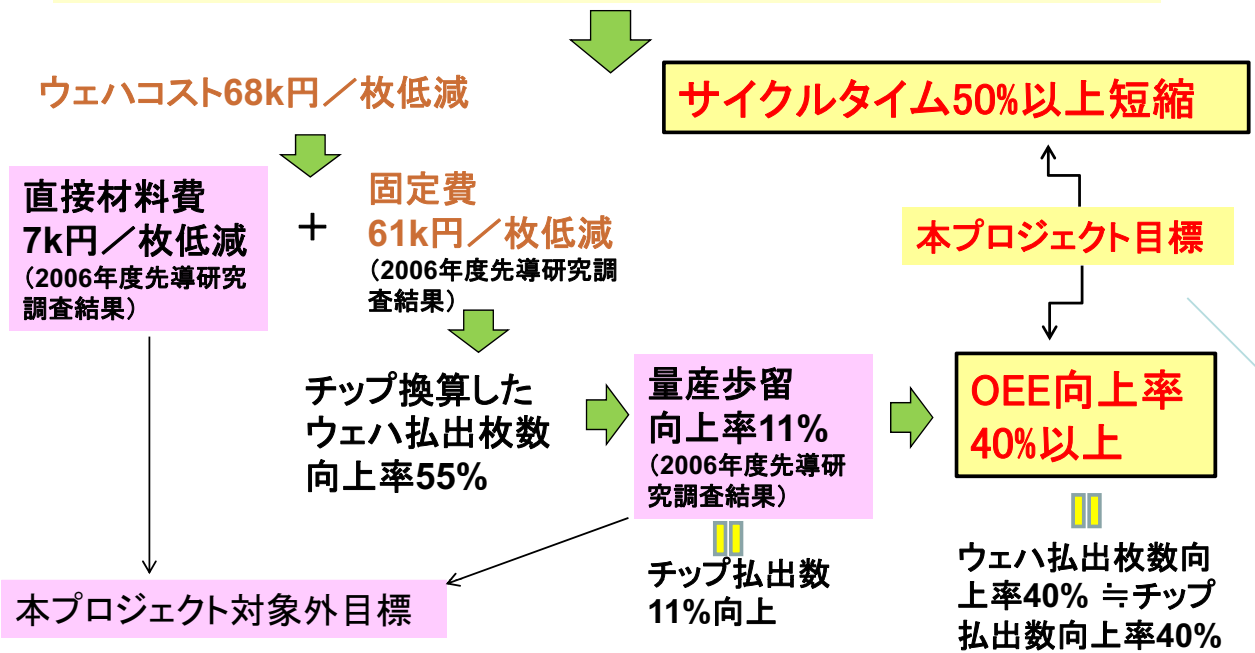 ウェハコスト68k円／枚低減
サイクルタイム50%以上短縮
直接材料費
7k円／枚低減
（2006年度先導研究
調査結果）
＋
固定費
61k円／枚低減
（2006年度先導研究調
査結果）
本プロジェクト目標
チップ換算した
ウェハ払出枚数
向上率55%
量産歩留
向上率11%
（2006年度先導研
究調査結果）
OEE向上率
40%以上
チップ払出数
11%向上
ウェハ払出枚数向
上率40% ≒チップ
払出数向上率40%
本プロジェクト対象外目標